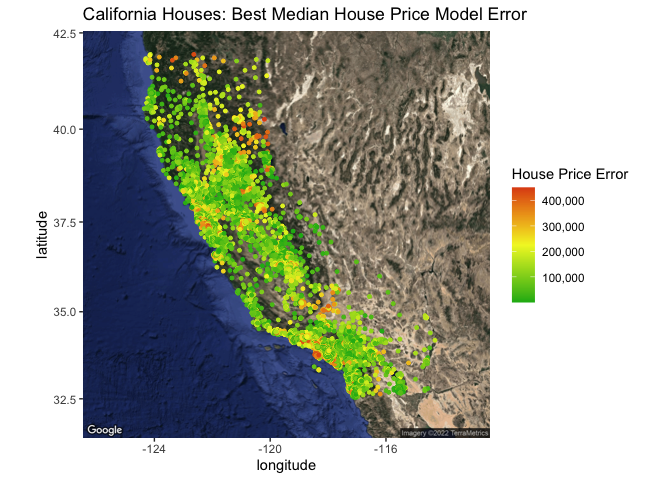 California Houses: Best Median House Price Model Error
42.5
40.0
37.5
35.0
32.5
latitude
-124
-120
-116
longitude
House Price Error
400,000
300,000
200,000
100,000
Google
Imagery ©2022 TerraMetrics